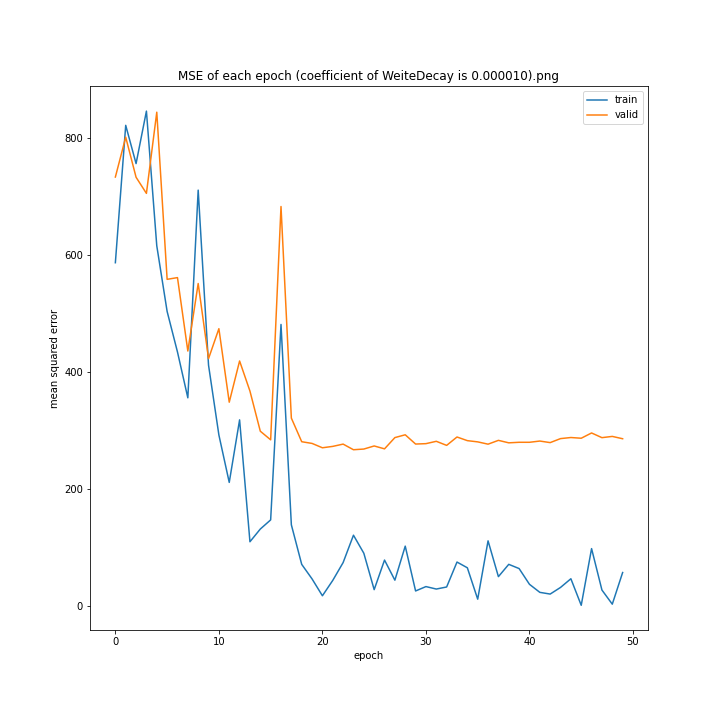 MSE of each epoch (coefficient of WeiteDecay is 0.000010).png
train
valid
800
600
400
200
0
mean squared error
0
10
20
30
40
50
epoch